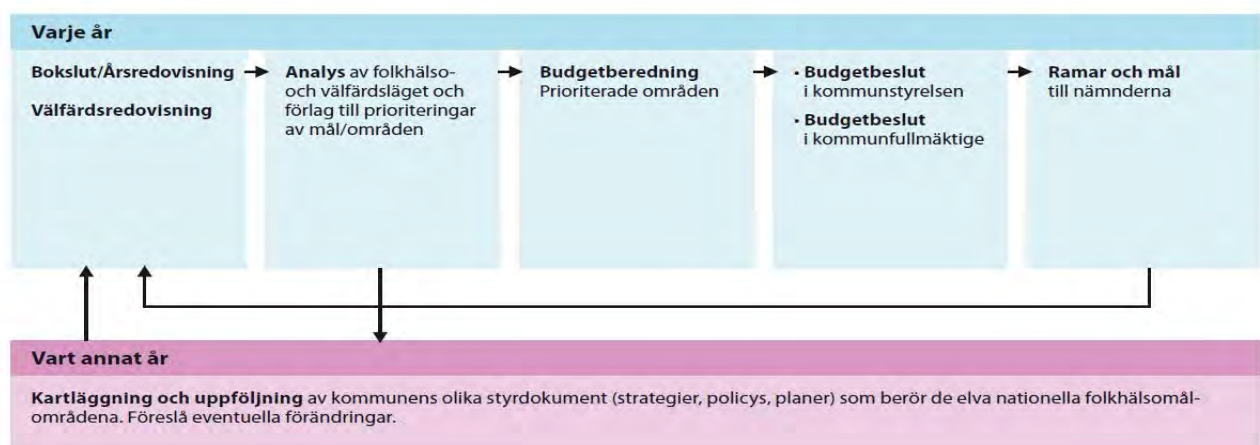 Varje år
Bokslut/Årsredovisning
Välfärdsredovisning
Analys av folkhälso-
och välfärdsläget och
förlag till prioriteringar
av mål/områden
Budgetberedning
Prioriterade områden
• Budgetbeslut
i kommunstyrelsen
• Budgetbeslut
i kommunfullmäktige
Ramar och mål
till nämnderna
Vart annat år
Kartläggning och uppföljning av kommunens olika styrdokument (strategier, policys, planer) som berör de elva nationella folkhälsomål-
områdena. Föreslå eventuella förändringar.